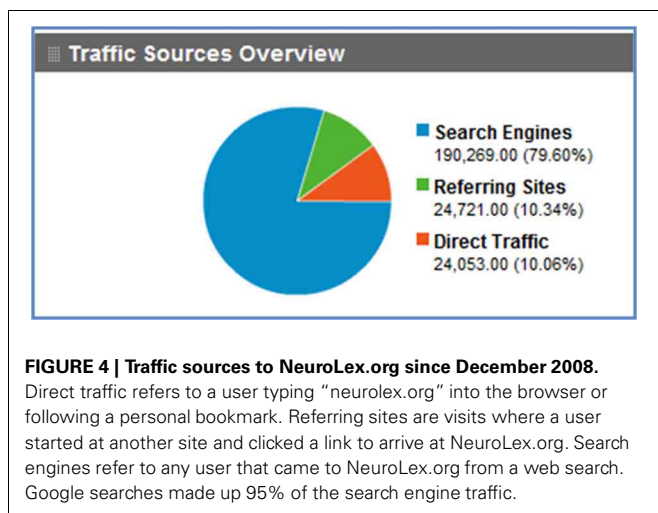 Traffic Sources Overview
Search Engines
190,269.00 (79.60%)
Referring Sites
24,721.00 (10.34%)
Direct Traffic
24,053.00 (10.06%)
FIGURE 4 | Traffic sources to NeuroLex.org since December 2008.
Direct traffic refers to a user typing “neurolex.org” into the browser or
following a personal bookmark. Referring sites are visits where a user
started at another site and clicked a link to arrive at NeuroLex.org. Search
engines refer to any user that came to NeuroLex.org from a web search.
Google searches made up 95% of the search engine traffic.